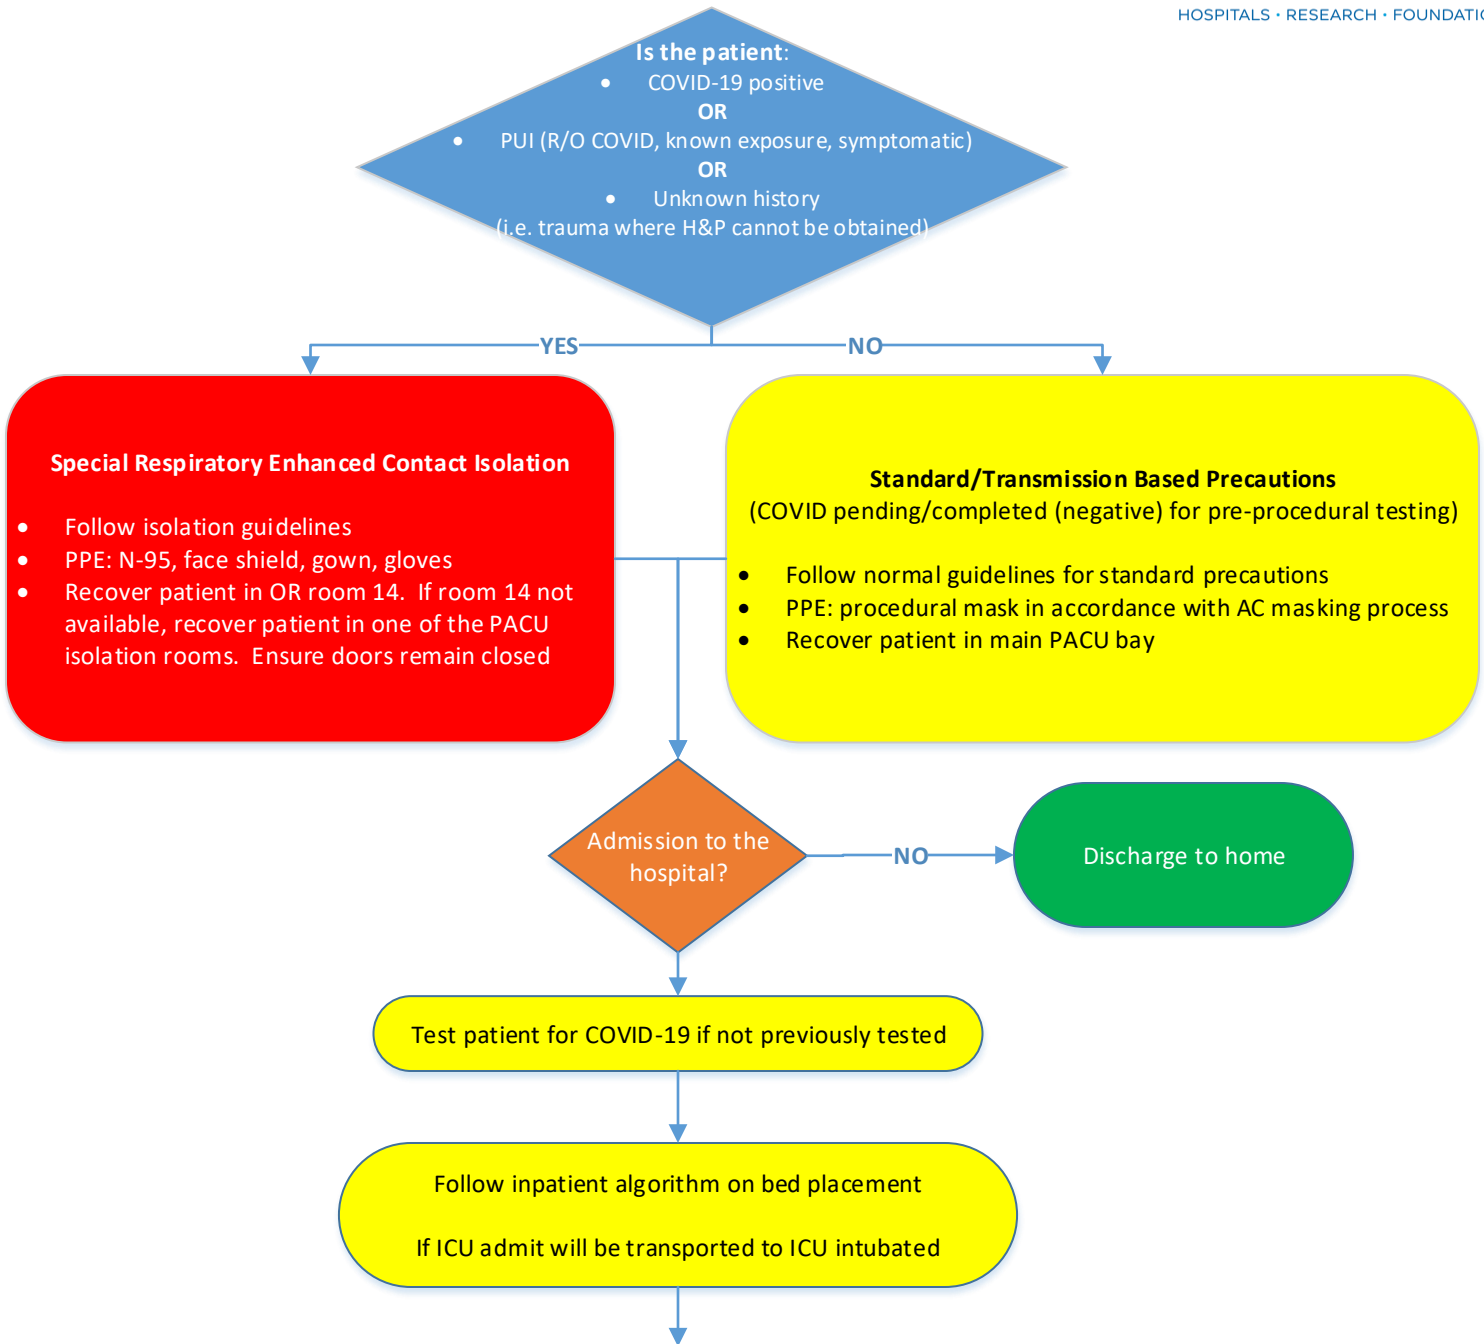 HOSPITALS · RESEARCH · FOUNDATIO
Is the patient:
• COVID-19 positive
OR
• PUI (R/O COVID, known exposure, symptomatic)
OR
• Unknown history
(i.e. trauma where H&P cannot be obtained)
YES
NO
Special Respiratory Enhanced Contact Isolation
• Follow isolation guidelines
• PPE: N-95, face shield, gown, gloves
• Recover patient in OR room 14. If room 14 not
available, recover patient in one of the PACU
isolation rooms. Ensure doors remain closed
Standard/Transmission Based Precautions
(COVID pending/completed (negative) for pre-procedural testing)
• Follow normal guidelines for standard precautions
• PPE: procedural mask in accordance with AC masking process
• Recover patient in main PACU bay
Admission to the
hospital?
NO
Discharge to home
Test patient for COVID-19 if not previously tested
Follow inpatient algorithm on bed placement
If ICU admit will be transported to ICU intubated